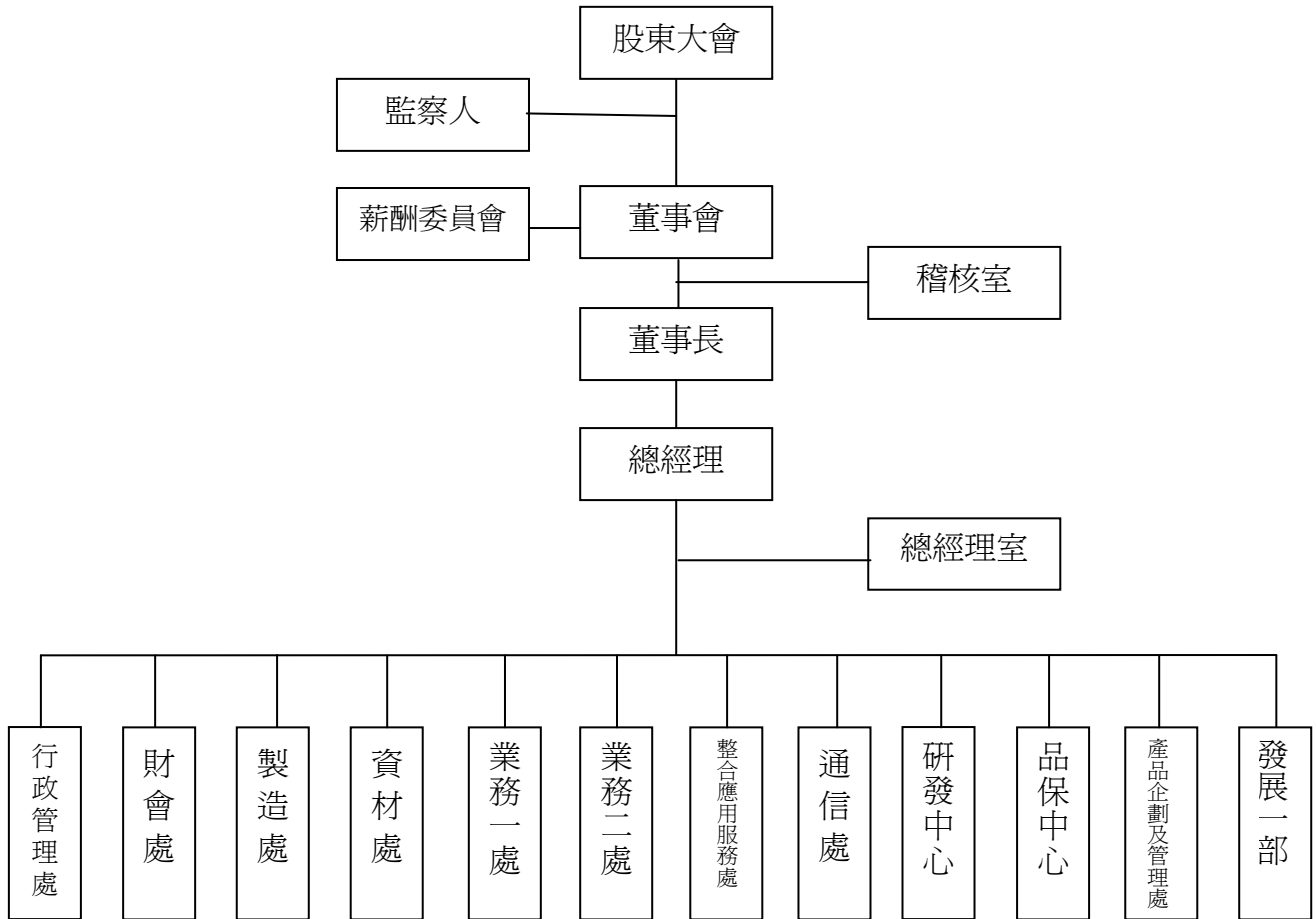 股東大會
監察人
薪酬委員會
董事會
稽核室
董事長
總經理
總經理室
行政管理處
財會處
製造處
資材處
業務一處
業務二處
整合應用服務處
通信處
研發中心
品保中心
產品企劃及管理處
發展一部